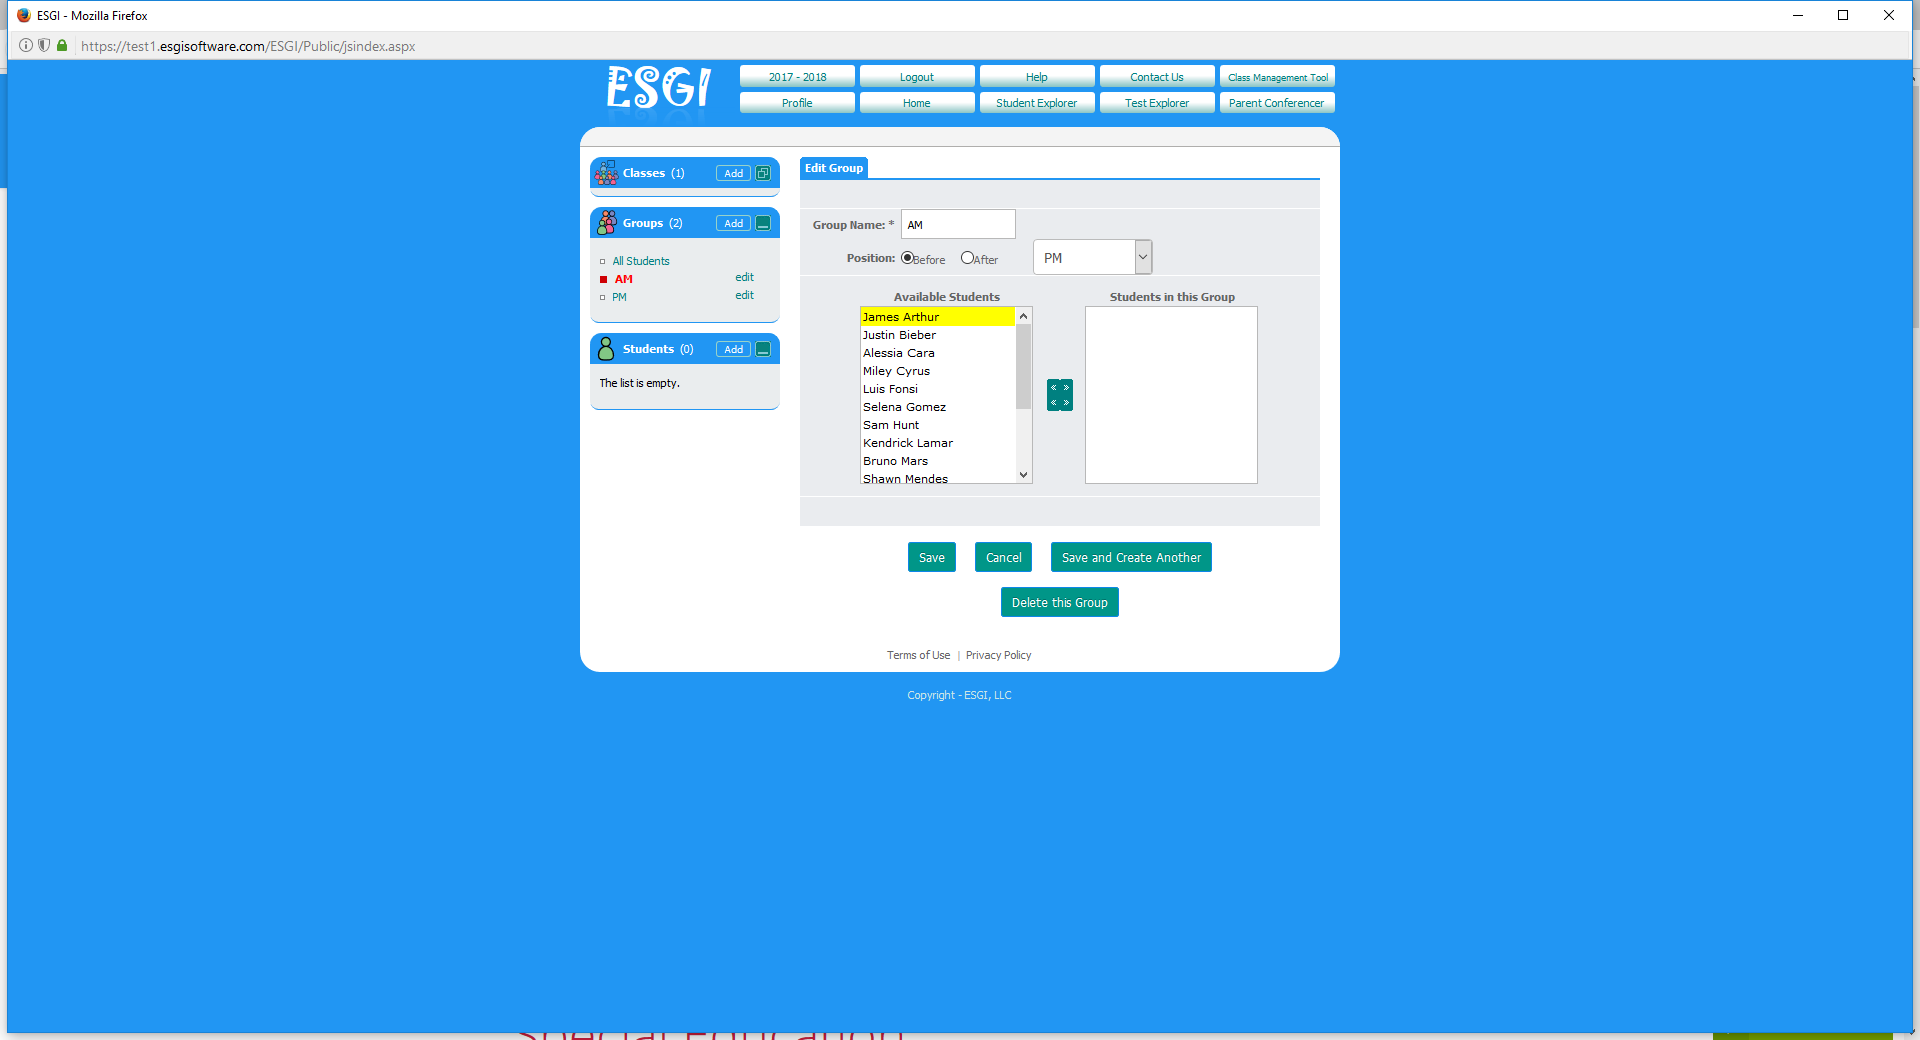 ESGI - Mozilla Firefox
https://test1.esgisoftware.com/ESGI/Public/jsindex.aspx
ESGI
2017 - 2018
Logout
Help
Contact Us
Class Management Tool
Profile
Home
Student Explorer
Test Explorer
Parent Conferencer
Classes (1)
Add
Groups (2)
Add
All Students
AM
edit
PM
edit
Students (0)
Add
The list is empty.
Edit Group
Group Name: * AM
Position: Before After PM
Available Students
James Arthur
Justin Bieber
Alessia Cara
Miley Cyrus
Luis Fonsi
Selena Gomez
Sam Hunt
Kendrick Lamar
Bruno Mars
Shawn Mendes
« »
« »
Students in this Group
Save
Cancel
Save and Create Another
Delete this Group
Terms of Use | Privacy Policy
Copyright - ESGI, LLC
Special Education